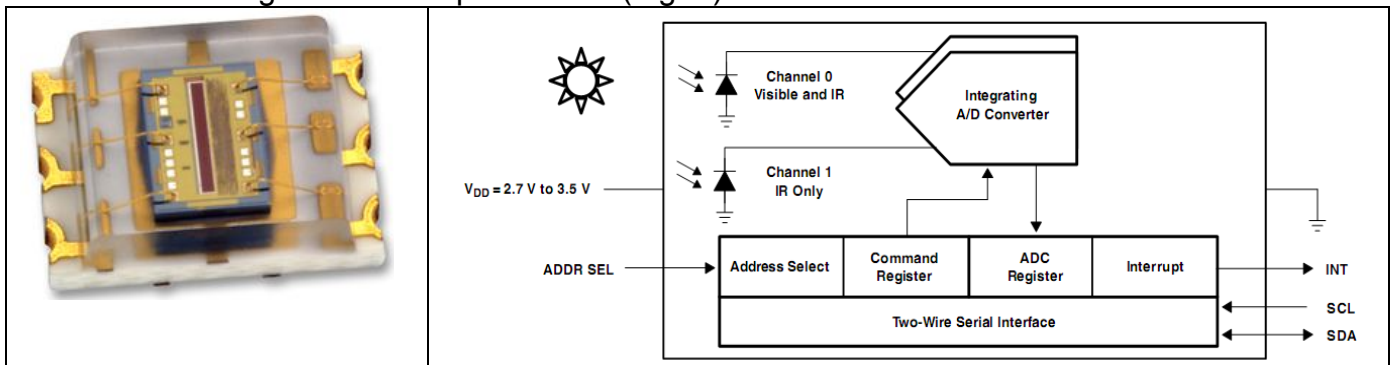 Channel 0
Visible and IR
Integrating
A/D Converter
Channel 1
IR Only
VDD = 2.7 V to 3.5 V
ADDR SEL
Address Select
Command
Register
ADC
Register
Interrupt
INT
Two-Wire Serial Interface
SCL
SDA